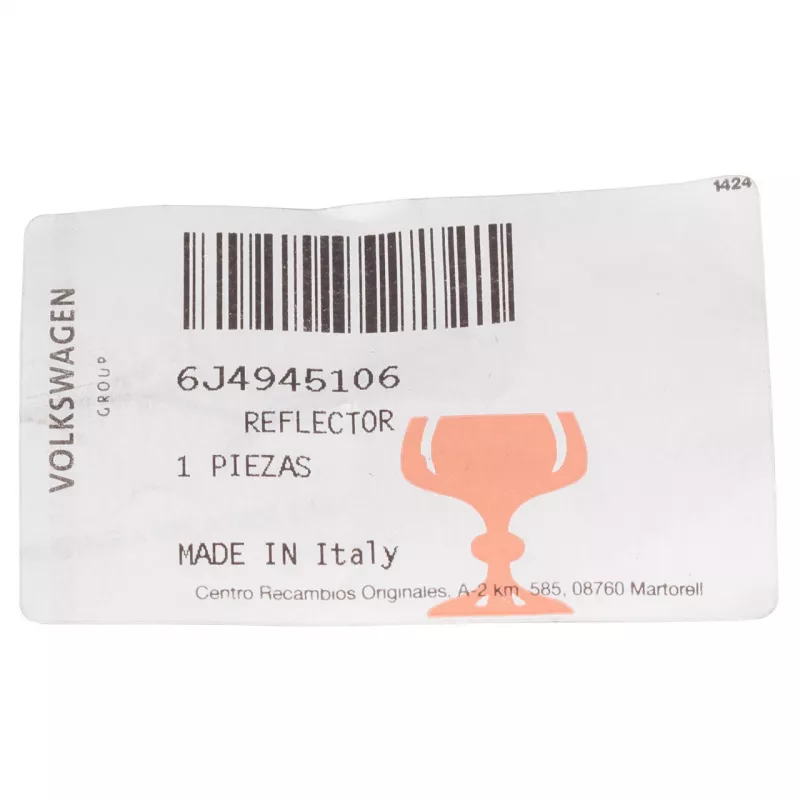 1424
VOLKSWAGEN
GROUP
6J4945106
REFLECTOR
1 PIEZAS
MADE IN Italy
Centro Recambios Originales, A-2 km 585, 08760 Martorell